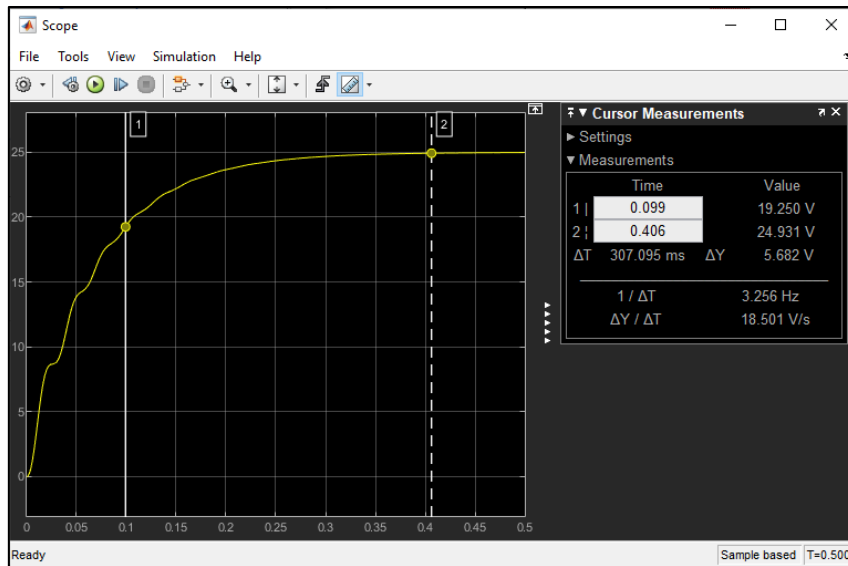 Scope
File Tools View Simulation Help
1
2
25
20
15
10
5
0
0 0.05 0.1 0.15 0.2 0.25 0.3 0.35 0.4 0.45 0.5
Cursor Measurements
Settings
Measurements
Time Value
1 | 0.099 19.250 V
2 ¦ 0.406 24.931 V
ΔT 307.095 ms ΔY 5.682 V
1 / ΔT 3.256 Hz
ΔY / ΔT 18.501 V/s
Ready Sample based T=0.500